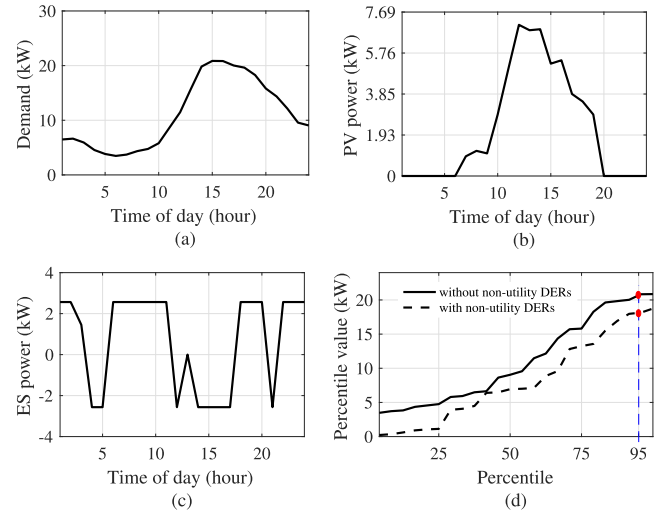 Demand (kW)
30
20
10
0
5
10
15
20
Time of day (hour)
(a)
PV power (kW)
7.69
5.76
3.85
1.93
0
5
10
15
20
Time of day (hour)
(b)
ES power (kW)
4
2
0
-2
-4
5
10
15
20
Time of day (hour)
(c)
Percentile value (kW)
20
15
10
5
0
without non-utility DERs
with non-utility DERs
25
50
75
95
Percentile
(d)